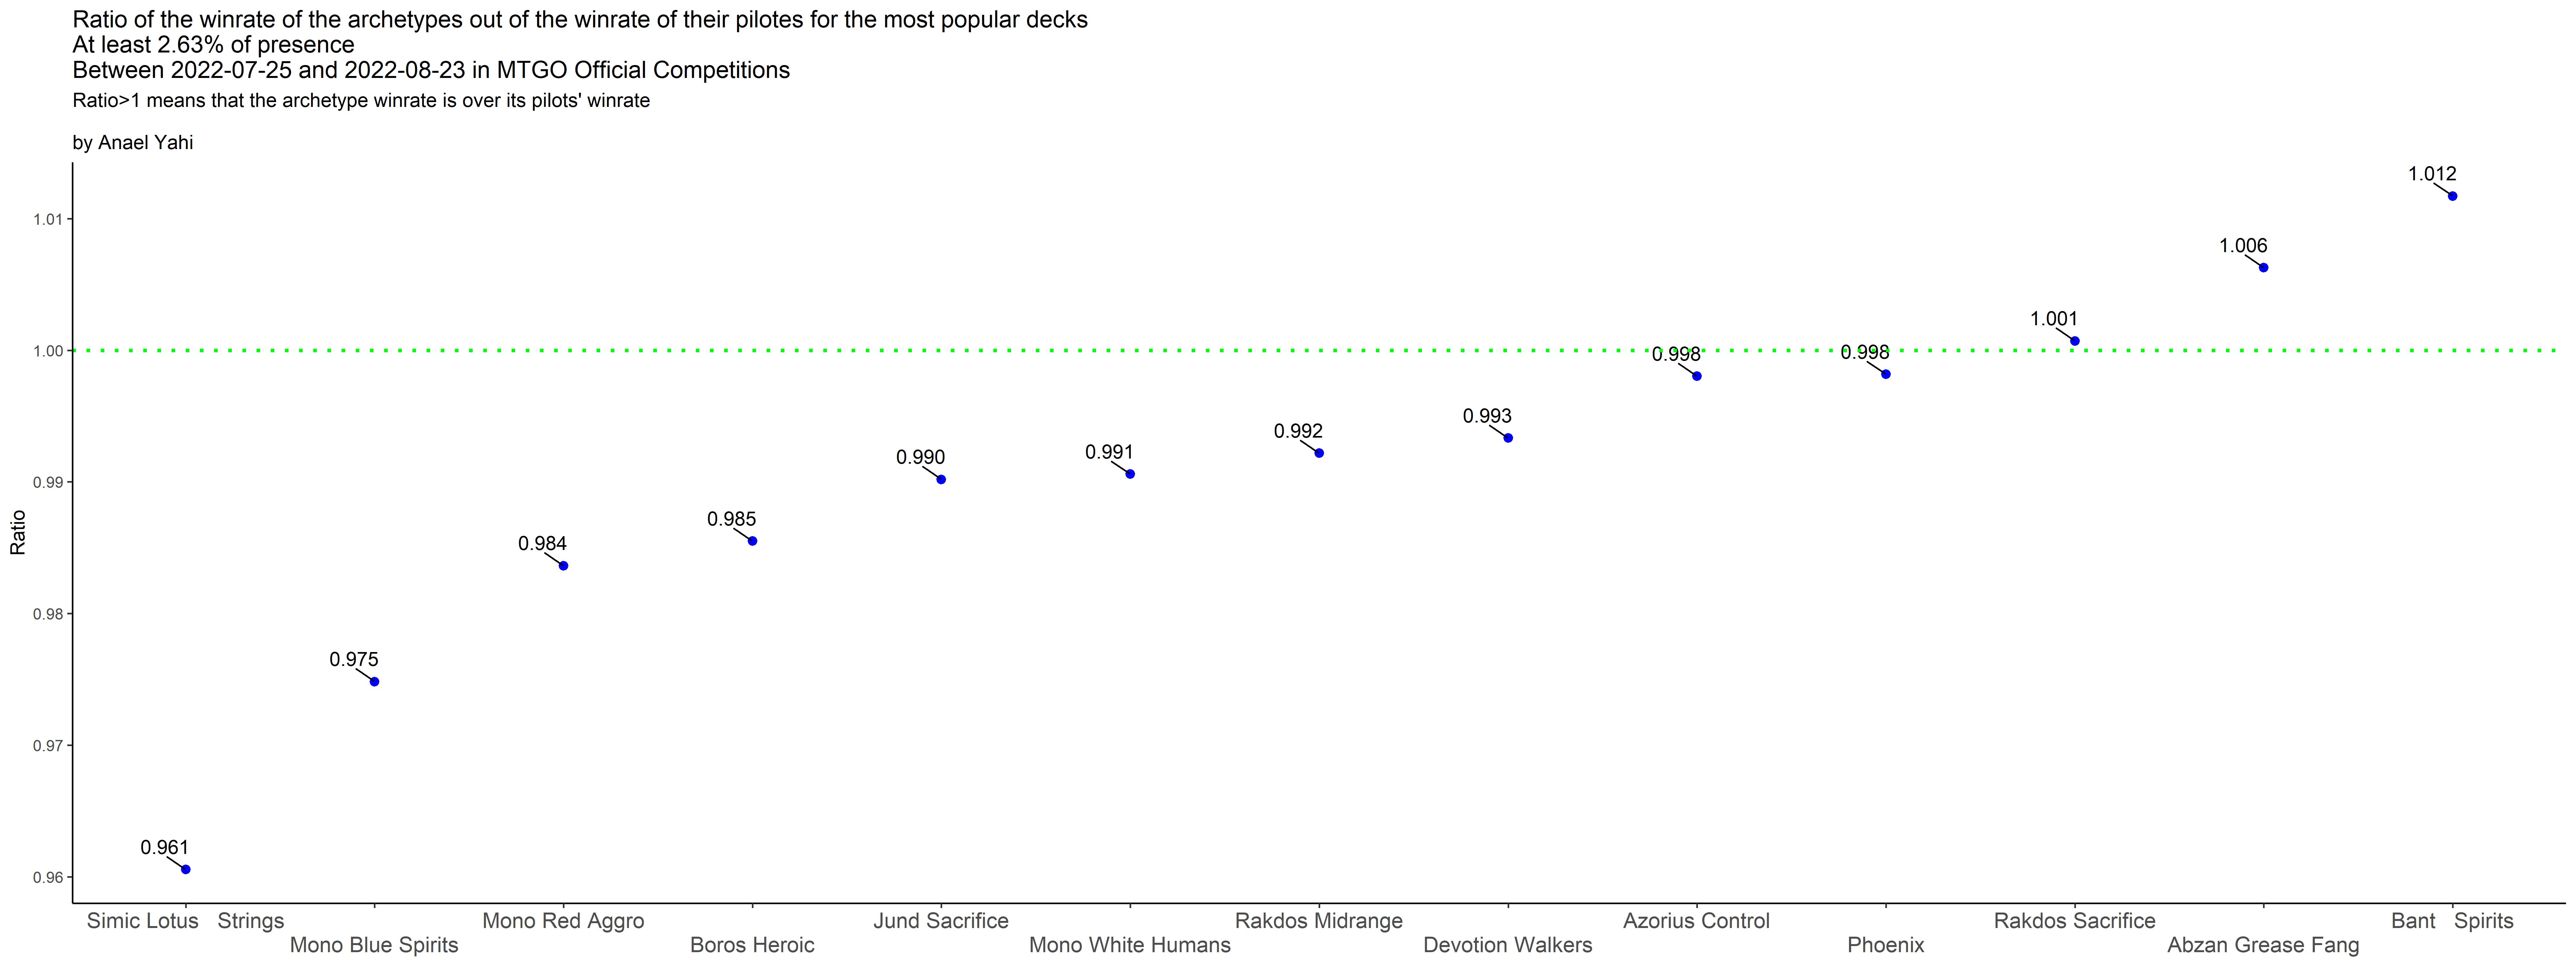 Ratio of the winrate of the archetypes out of the winrate of their pilotes for the most popular decks
At least 2.63% of presence
Between 2022-07-25 and 2022-08-23 in MTGO Official Competitions
Ratio>1 means that the archetype winrate is over its pilots' winrate
by Anael Yahi
1.012
1.01
1.006
1.001
1.00
0.998
0.998
0.993
0.992
0.991
0.990
0.99
0.985
0.984
0.98
0.975
0.97
0.961
0.96
Ratio
Simic Lotus Strings
Mono Blue Spirits
Mono Red Aggro
Boros Heroic
Jund Sacrifice
Mono White Humans
Rakdos Midrange
Devotion Walkers
Azorius Control
Phoenix
Rakdos Sacrifice
Abzan Grease Fang
Bant Spirits